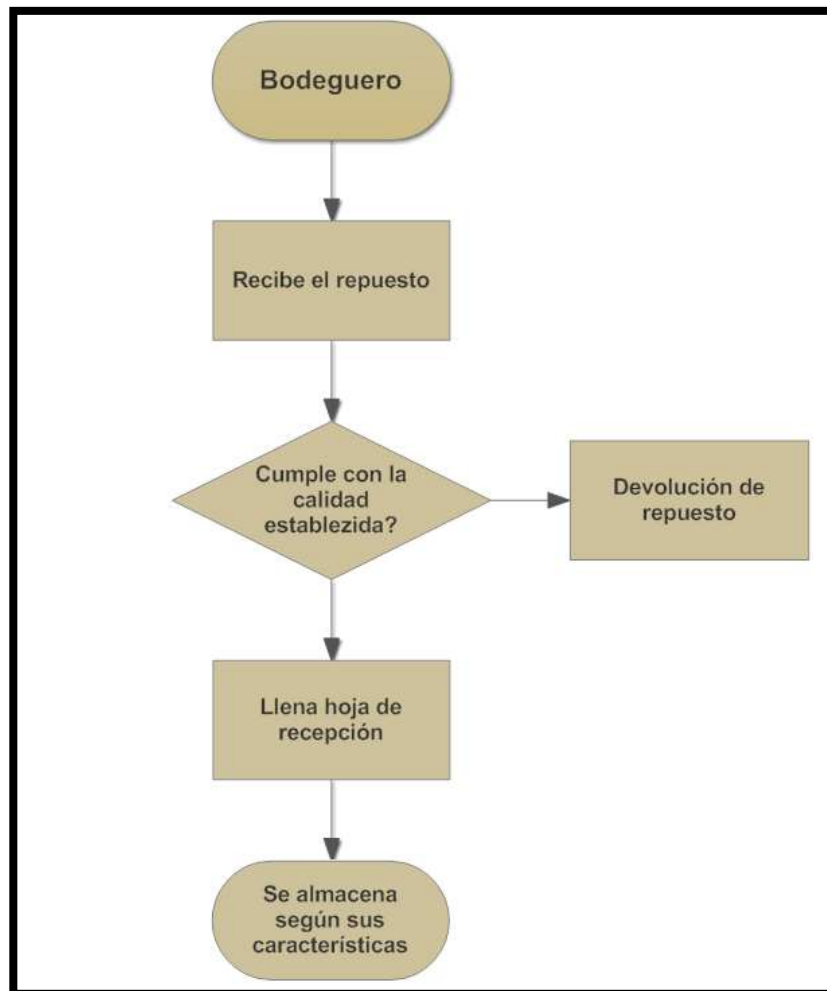 Bodeguero
Recibe el repuesto
Cumple con la
calidad
establezida?
Devolución de
repuesto
Llena hoja de
recepción
Se almacena
según sus
características